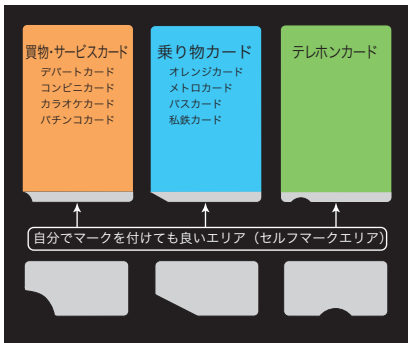 買物・サービスカード
デパートカード
コンビニカード
カラオケカード
パチンコカード
乗り物カード
オレンジカード
メトロカード
パスカード
私鉄カード
テレホンカード
自分でマークを付けても良いエリア（セルフマークエリア）